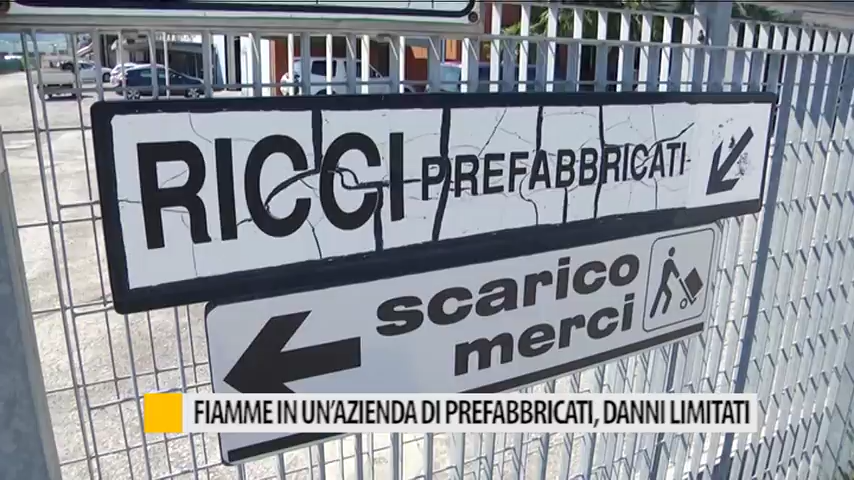 RICCI PREFABBRICATI
scarico
merci
FIAMME IN UN'AZIENDA DI PREFABBRICATI, DANNI LIMITATI